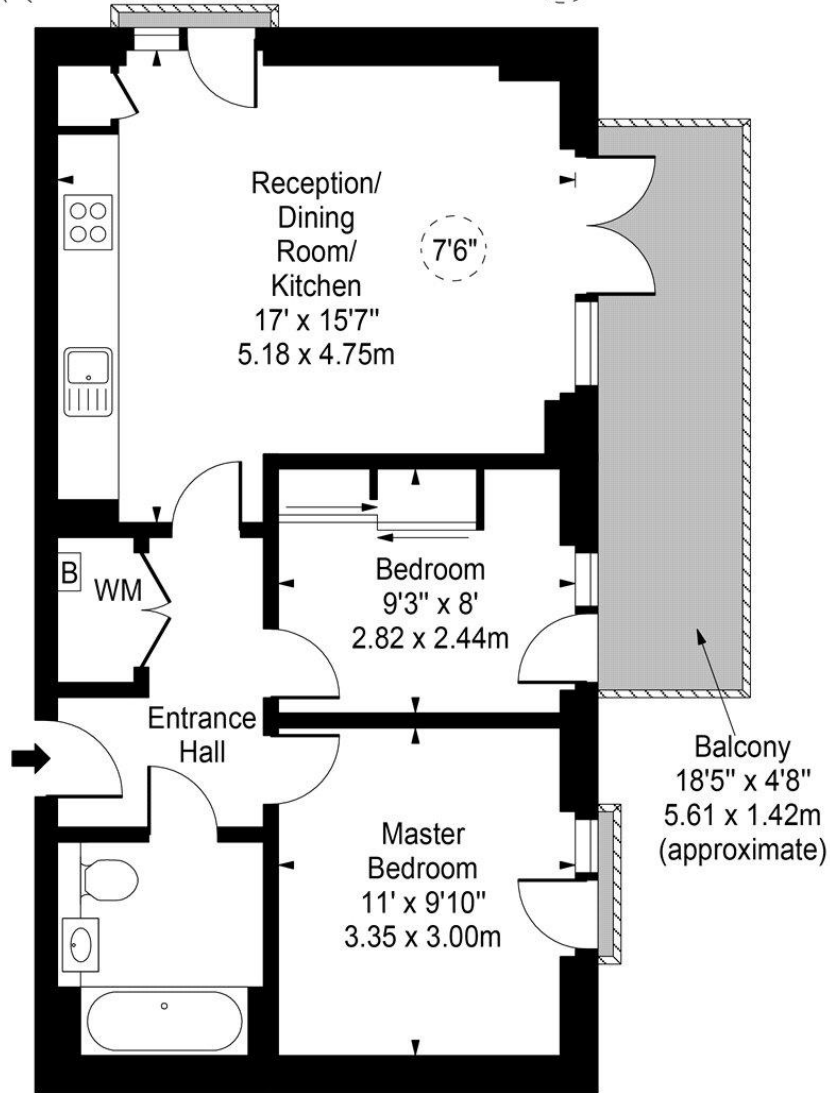 Reception/
Dining
Room/
Kitchen
17' x 15'7"
5.18 x 4.75m
7'6"
B
WM
Bedroom
9'3" x 8'
2.82 x 2.44m
Entrance
Hall
Balcony
18'5" x 4'8"
5.61 x 1.42m
(approximate)
Master
Bedroom
11' x 9'10"
3.35 x 3.00m